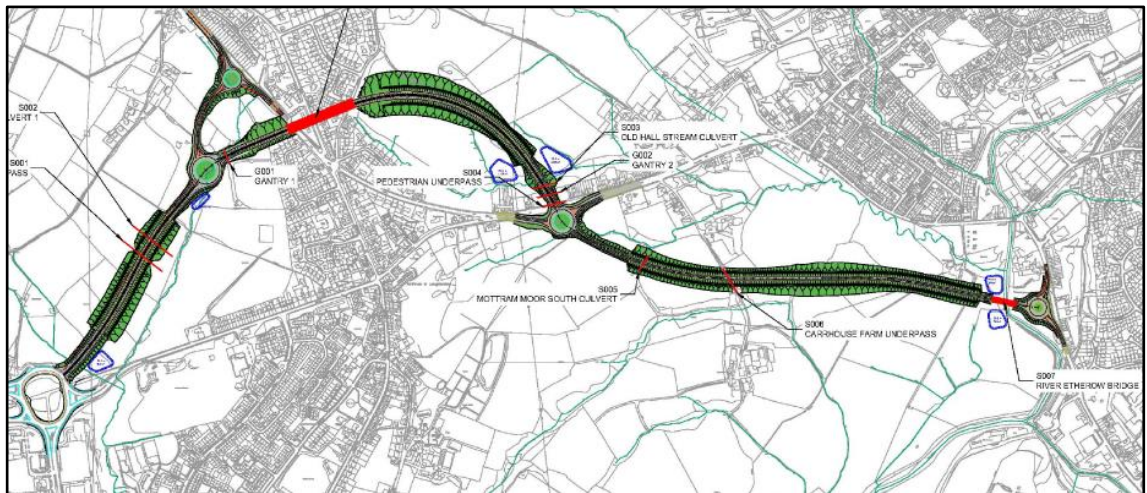 S002
LVERT 1
S001
PASS
G001
GANTRY 1
S003
OLD HALL STREAM CULVERT
G002
GANTRY 2
S004
PEDESTRIAN UNDERPASS
S005
MOTTRAM MOOR SOUTH CULVERT
S006
CARRHOUSE FARM UNDERPASS
S007
RIVER ETHEROW BRIDGE